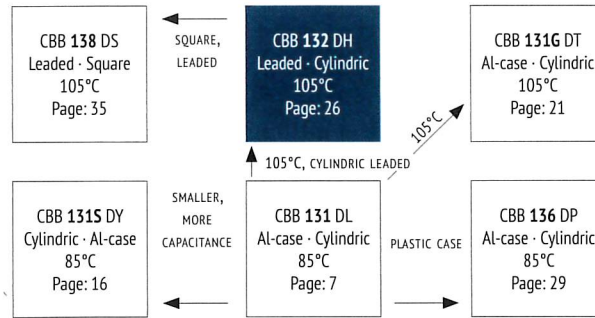 CBB 138 DS
Leaded · Square
105°C
Page: 35
SQUARE,
LEADED
CBB 132 DH
Leaded · Cylindric
105°C
Page: 26
CBB 131G DT
Al-case · Cylindric
105°C
Page: 21
105°C
105°C, CYLINDRIC LEADED
CBB 131S DY
Cylindric · Al-case
85°C
Page: 16
SMALLER,
MORE
CAPACITANCE
CBB 131 DL
Al-case · Cylindric
85°C
Page: 7
PLASTIC CASE
CBB 136 DP
Al-case · Cylindric
85°C
Page: 29